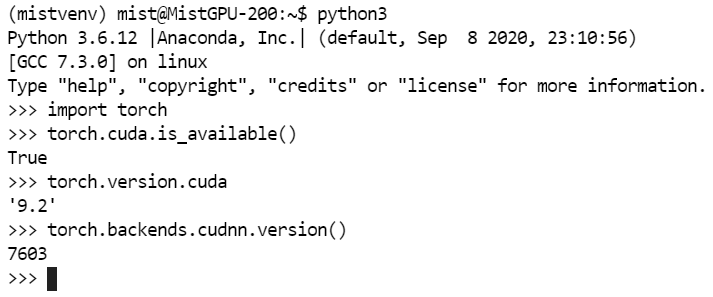 (mistvenv) mist@MistGPU-200:~$ python3
Python 3.6.12 |Anaconda, Inc.| (default, Sep  8 2020, 23:10:56)
[GCC 7.3.0] on linux
Type "help", "copyright", "credits" or "license" for more information.
>>> import torch
>>> torch.cuda.is_available()
True
>>> torch.version.cuda
'9.2'
>>> torch.backends.cudnn.version()
7603
>>>